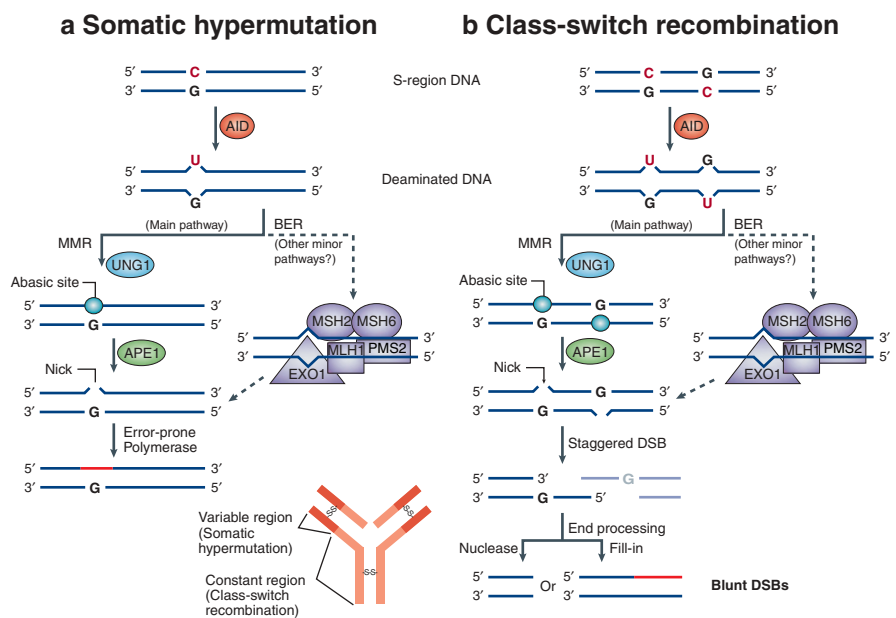 a Somatic hypermutation
5′ C 3′
3′ G 5′
AID
U
5′ 3′
3′ 5′
G
(Main pathway)
BER
(Other minor
pathways?)
MMR
UNG1
Abasic site
5′ 3′
3′ G 5′
MSH2 MSH6
MLH1 PMS2
EXO1
5′ 3′
3′ 5′
APE1
Nick
5′ 3′
3′ G 5′
Error-prone
Polymerase
5′ 3′
3′ G 5′
S-region DNA
Deaminated DNA
b Class-switch recombination
5′ C G 3′
3′ G C 5′
AID
U G
5′ 3′
3′ 5′
G U
(Main pathway)
BER
(Other minor
pathways?)
MMR
UNG1
Abasic site
5′ G 3′
3′ G 5′
MSH2 MSH6
MLH1 PMS2
EXO1
5′ 3′
3′ 5′
APE1
Nick
5′ G 3′
3′ G 5′
Staggered DSB
5′ 3′ G 3′
3′ G 5′ 5′
End processing
Nuclease Fill-in
5′ Or 5′
3′ 3′
Blunt DSBs
Variable region
(Somatic
hypermutation)
Constant region
(Class-switch
recombination)
-SS-
-SS-
-S-S-